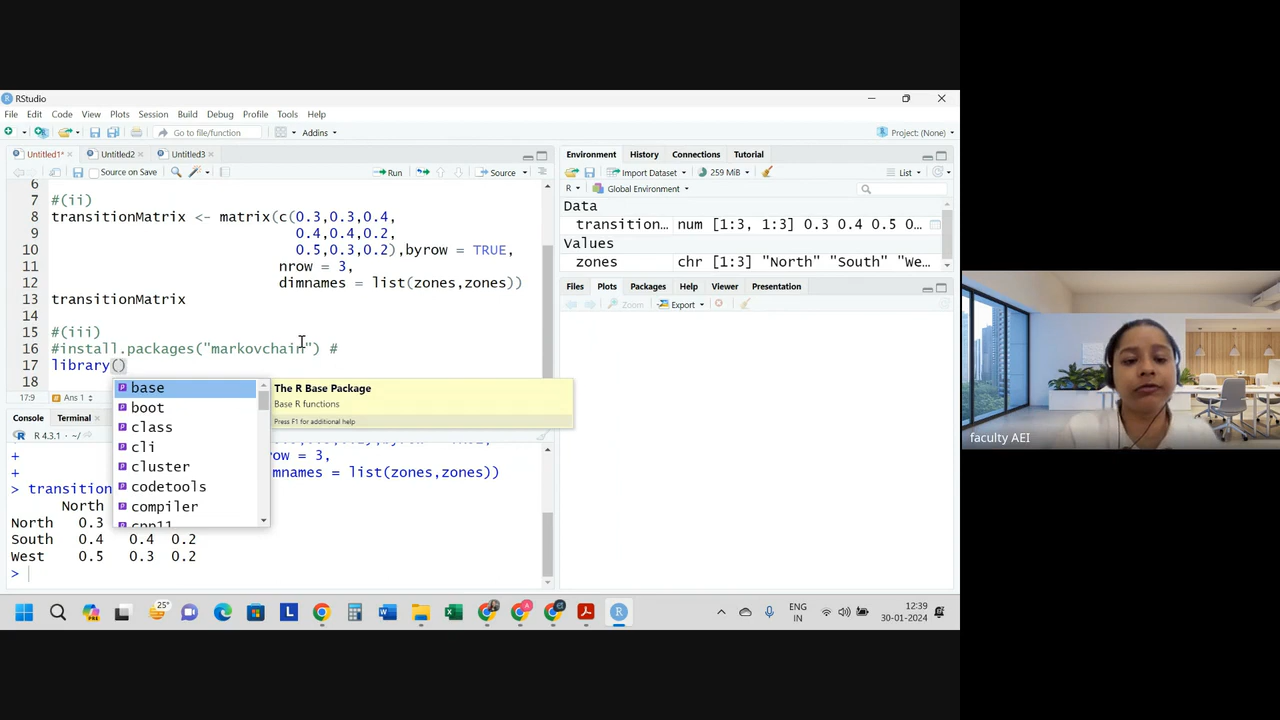 RStudio
File Edit Code View Plots Session Build Debug Profile Tools Help
Go to file/function Addins Project: (None)
Untitled1* Untitled2 Untitled3
Source on Save Run Source
6
7 #(ii)
8 transitionMatrix <- matrix(c(0.3,0.3,0.4,
9 0.4,0.4,0.2,
10 0.5,0.3,0.2),byrow = TRUE,
11 nrow = 3,
12 dimnames = list(zones,zones))
13 transitionMatrix
14
15 #(iii)
16 #install.packages("markovchain") #
17 library()
18
base
boot
class
cli
cluster
codetools
compiler
cpp11
The R Base Package
Base R functions
Press F1 for additional help
17:9 Ans 1
Console Terminal
R 4.3.1 · ~/
+ row = 3,
+ mnames = list(zones,zones))
> transition
North
North 0.3
South 0.4 0.4 0.2
West 0.5 0.3 0.2
>
Environment History Connections Tutorial
Import Dataset 259 MiB List
R Global Environment
Data
transition… num [1:3, 1:3] 0.3 0.4 0.5 0…
Values
zones chr [1:3] "North" "South" "We…
Files Plots Packages Help Viewer Presentation
Zoom Export
faculty AEI
25°
PRE
L
ENG
IN
12:39
30-01-2024